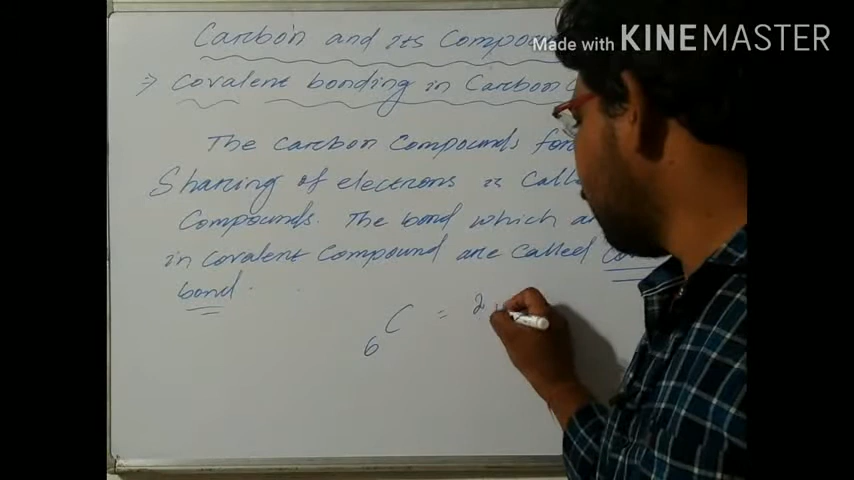 Carbon and its Compou
Made with KINEMASTER
⇒ Covalent bonding in Carbon
The Carbon Compounds for
Sharing of electrons is Calle
Compounds. The bond which a
in covalent Compound are called Co
bond.
₆C = 2